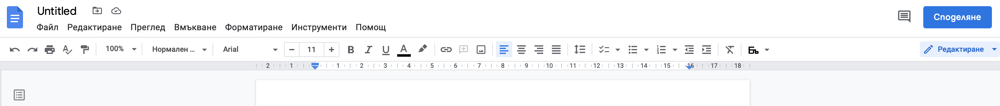 Untitled
Файл Редактиране Преглед Вмъкване Форматиране Инструменти Помощ
Споделяне
100% Нормален ... Arial 11 B I U A Бъ Редактиране
2 1 1 2 3 4 5 6 7 8 9 10 11 12 13 14 15 16 17 18